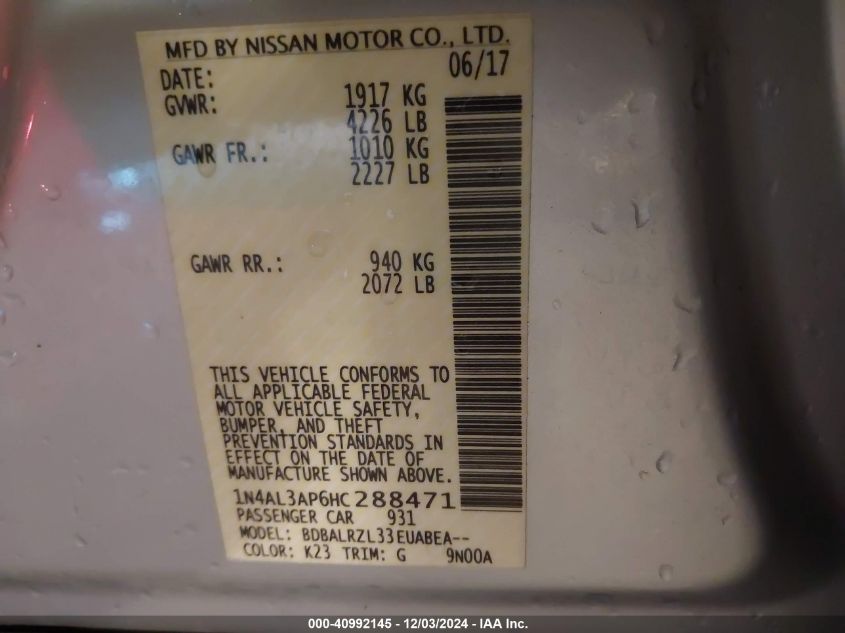 MFD BY NISSAN MOTOR CO., LTD.
DATE: 06/17
GVWR: 1917 KG
4226 LB
GAWR FR.: 1010 KG
2227 LB
GAWR RR.: 940 KG
2072 LB
THIS VEHICLE CONFORMS TO
ALL APPLICABLE FEDERAL
MOTOR VEHICLE SAFETY,
BUMPER, AND THEFT
PREVENTION STANDARDS IN
EFFECT ON THE DATE OF
MANUFACTURE SHOWN ABOVE.
1N4AL3AP6HC288471
PASSENGER CAR 931
MODEL: BDBALRZL33EUABEA--
COLOR: K23 TRIM: G 9N00A
000-40992145 - 12/03/2024 - IAA Inc.